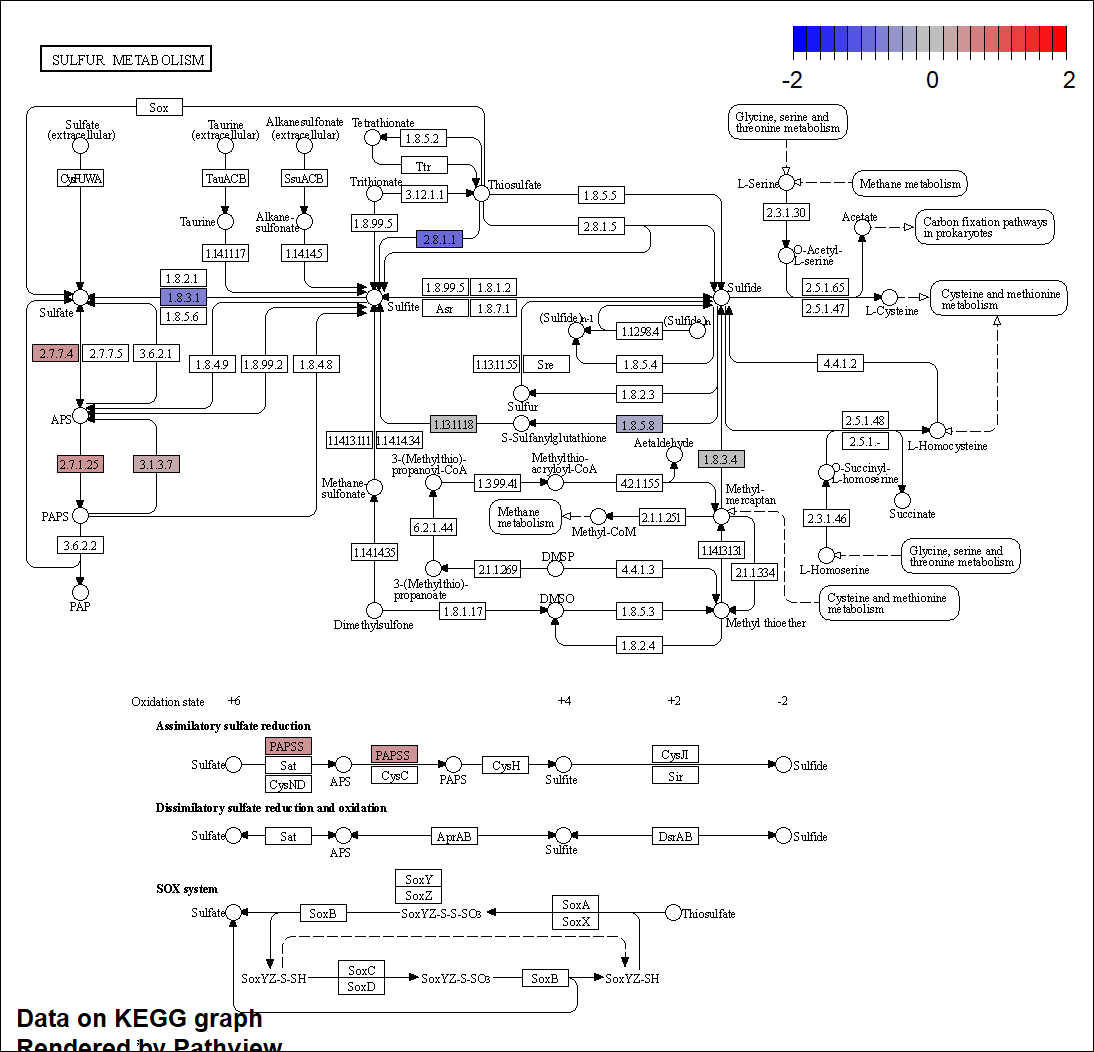 SULFUR METABOLISM
-2
0
2
Sox
Sulfate
(extracellular)
Taurine
(extracellular)
Alkanesulfonate
(extracellular)
Tetrathionate
1.8.5.2
Ttr
Glycine, serine and
threonine metabolism
CysPUWA
TauACB
SsuACB
Trithionate
3.12.1.1
Thiosulfate
1.8.5.5
L-Serine
Methane metabolism
2.3.1.30
Taurine
Alkane-
sulfonate
1.8.99.5
2.8.1.1
2.8.1.5
Acetate
Carbon fixation pathways
in prokaryotes
1.14.11.17
1.14.14.5
O-Acetyl-
L-serine
1.8.2.1
1.8.3.1
1.8.5.6
Sulfate
Sulfite
1.8.99.5
1.8.1.2
Asr
1.8.7.1
Sulfide
2.5.1.65
2.5.1.47
L-Cysteine
Cysteine and methionine
metabolism
(Sulfide)n-1
1.12.98.4
(Sulfide)n
2.7.7.4
2.7.7.5
3.6.2.1
1.8.4.9
1.8.99.2
1.8.4.8
1.13.11.55
Sre
1.8.5.4
4.4.1.2
1.8.2.3
Sulfur
APS
1.13.11.18
S-Sulfanylglutathione
1.8.5.8
2.5.1.48
2.5.1.-
L-Homocysteine
1.14.13.111
1.14.14.34
Aetaldehyde
2.7.1.25
3.1.3.7
3-(Methylthio)-
propanoyl-CoA
Methylthio-
acryloyl-CoA
1.8.3.4
O-Succinyl-
L-homoserine
Methane-
sulfonate
1.3.99.41
4.2.1.155
Methyl-
mercaptan
Succinate
PAPS
Methane
metabolism
Methyl-CoM
2.1.1.251
2.3.1.46
6.2.1.44
3.6.2.2
1.14.14.35
DMSP
1.14.13.131
L-Homoserine
Glycine, serine and
threonine metabolism
2.1.1.269
4.4.1.3
2.1.1.334
3-(Methylthio)-
propanoate
PAP
DMSO
Cysteine and methionine
metabolism
Dimethylsulfone
1.8.1.17
1.8.5.3
Methyl thioether
1.8.2.4
Oxidation state
+6
+4
+2
-2
Assimilatory sulfate reduction
Sulfate
PAPSS
Sat
CysND
APS
PAPSS
CysC
PAPS
CysH
Sulfite
CysJI
Sir
Sulfide
Dissimilatory sulfate reduction and oxidation
Sulfate
Sat
APS
AprAB
Sulfite
DsrAB
Sulfide
SOX system
SoxY
SoxZ
Sulfate
SoxB
SoxYZ-S-S-SO3
SoxA
SoxX
Thiosulfate
SoxYZ-S-SH
SoxC
SoxD
SoxYZ-S-SO3
SoxB
SoxYZ-SH
Data on KEGG graph
Rendered by Pathview